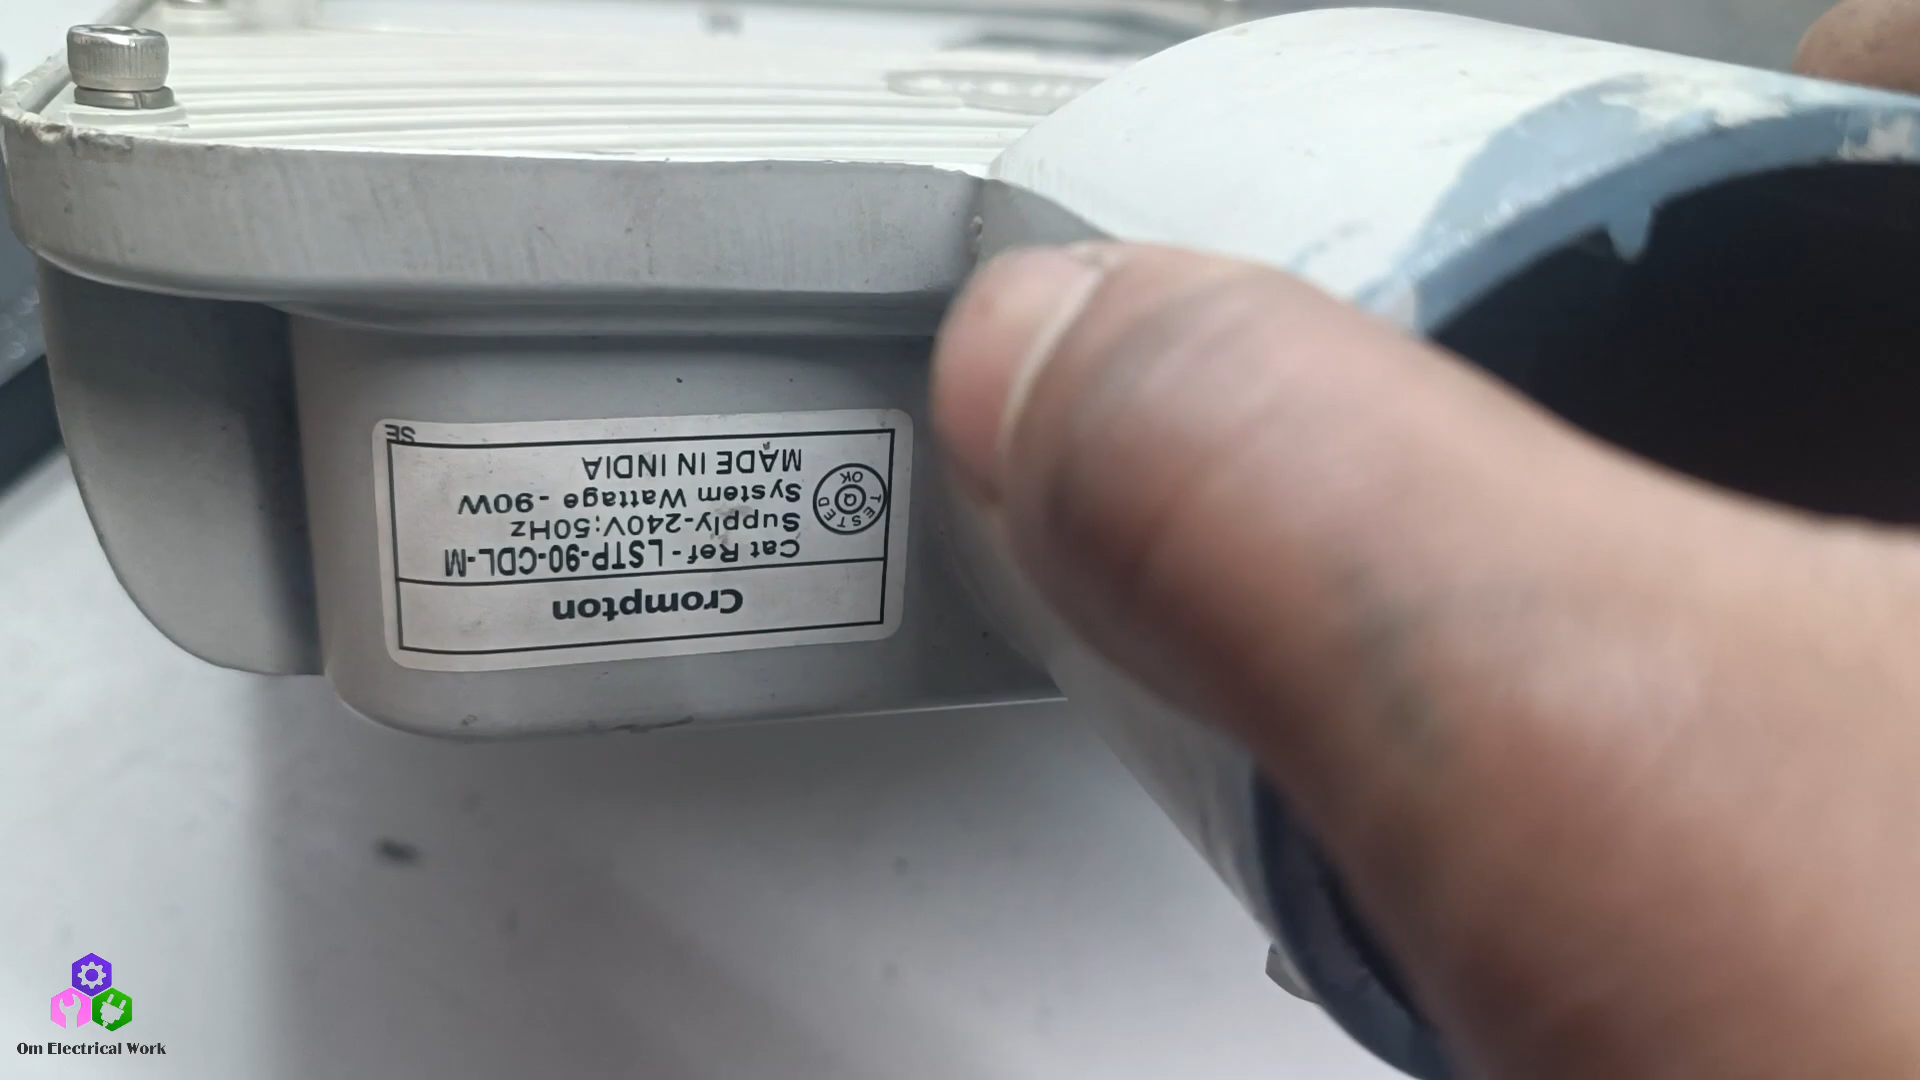 Crompton
Cat Ref - LSTP-90-CDL-M
Supply-240V;50Hz
System Wattage - 90W
MADE IN INDIA
TESTED
Q
OK
SE
Om Electrical Work